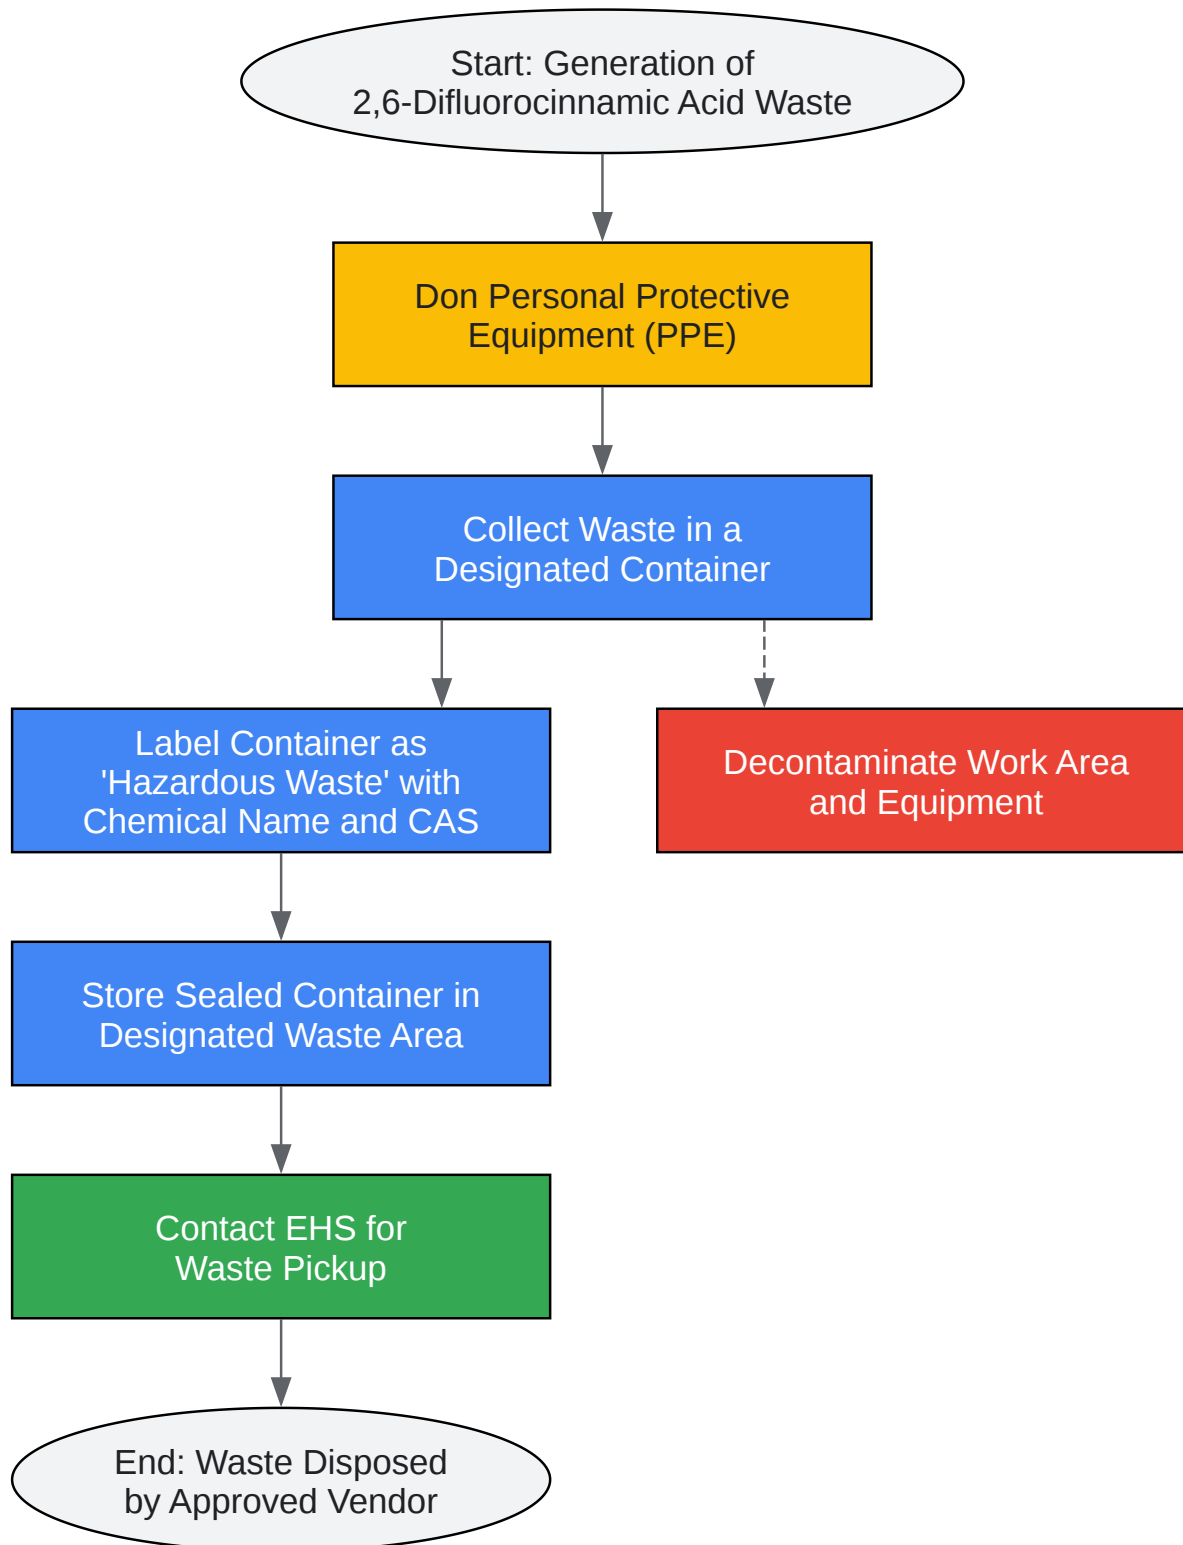 Start: Generation of
2,6-Difluorocinnamic Acid Waste
Don Personal Protective
Equipment (PPE)
Collect Waste in a
Designated Container
Label Container as
'Hazardous Waste' with
Chemical Name and CAS
Decontaminate Work Area
and Equipment
Store Sealed Container in
Designated Waste Area
Contact EHS for
Waste Pickup
End: Waste Disposed
by Approved Vendor